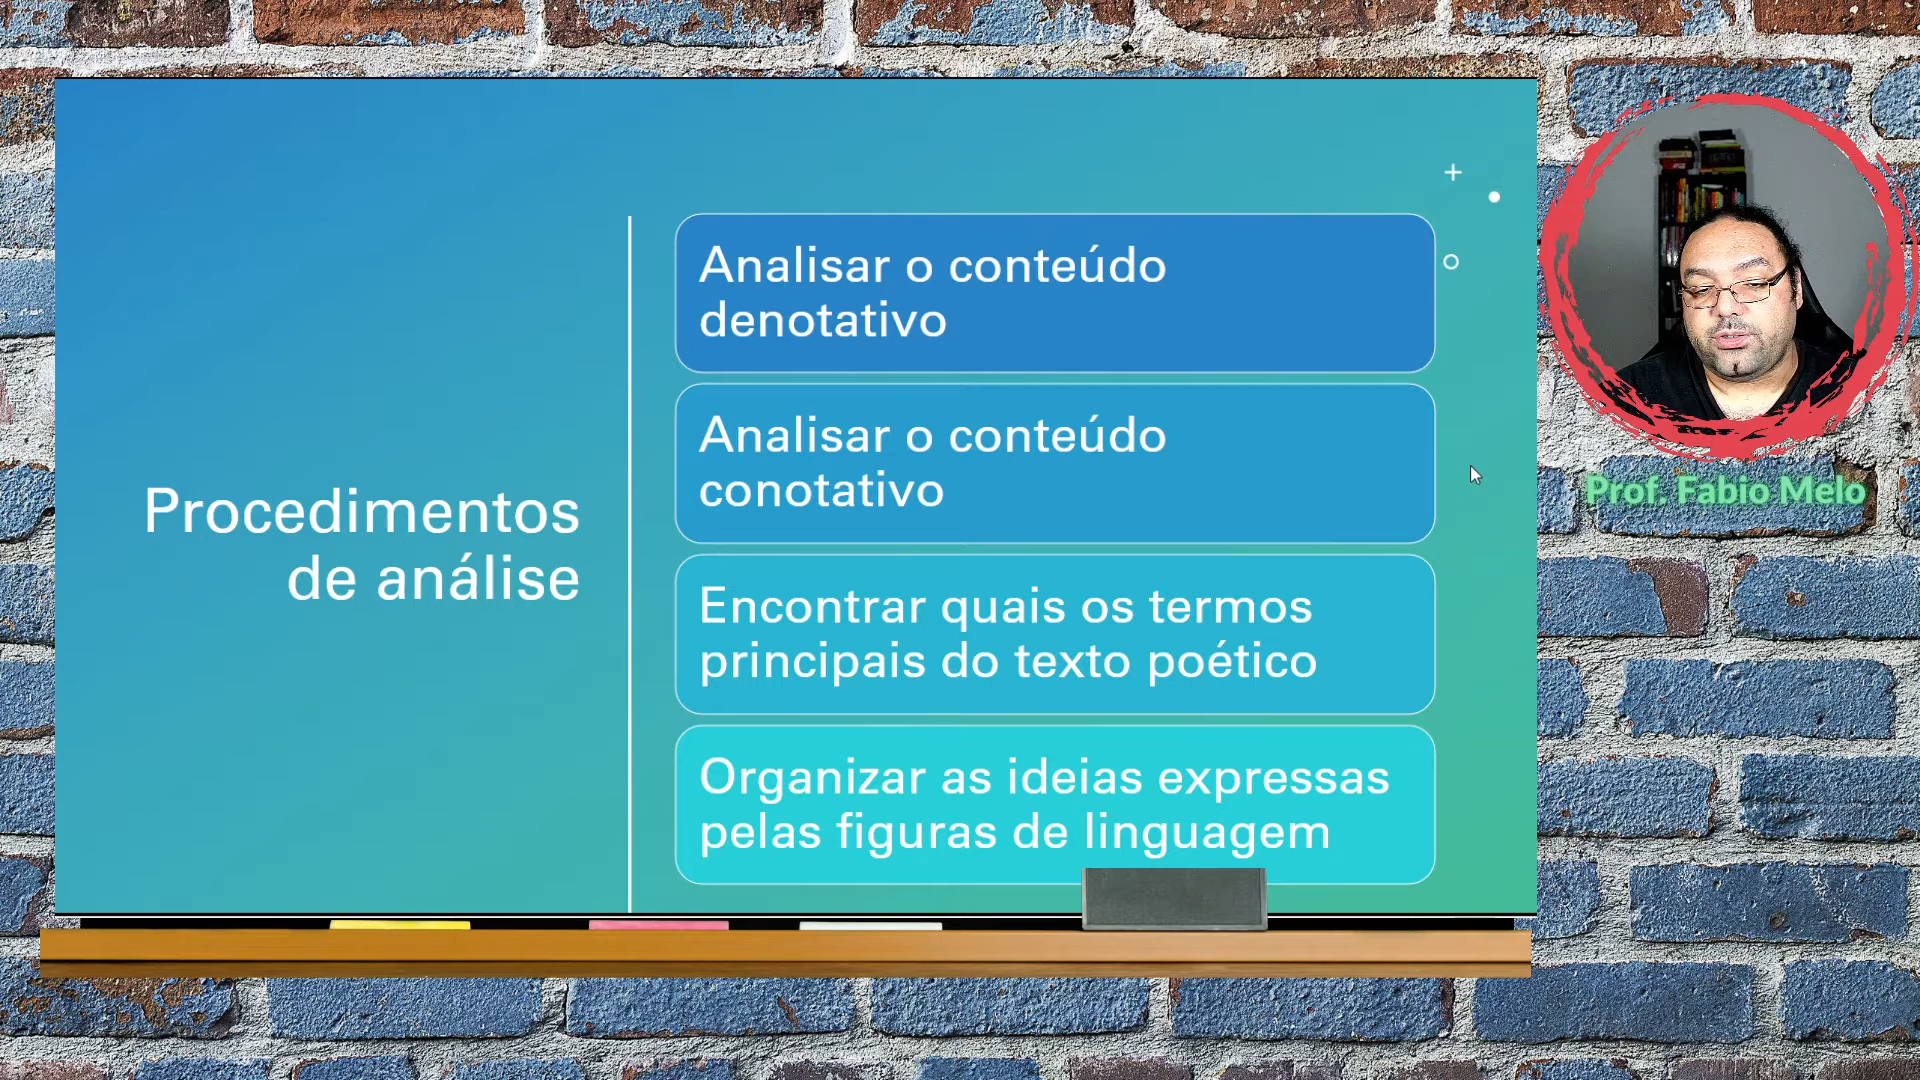 Procedimentos
de análise
Analisar o conteúdo
denotativo
Analisar o conteúdo
conotativo
Encontrar quais os termos
principais do texto poético
Organizar as ideias expressas
pelas figuras de linguagem
Prof. Fabio Melo